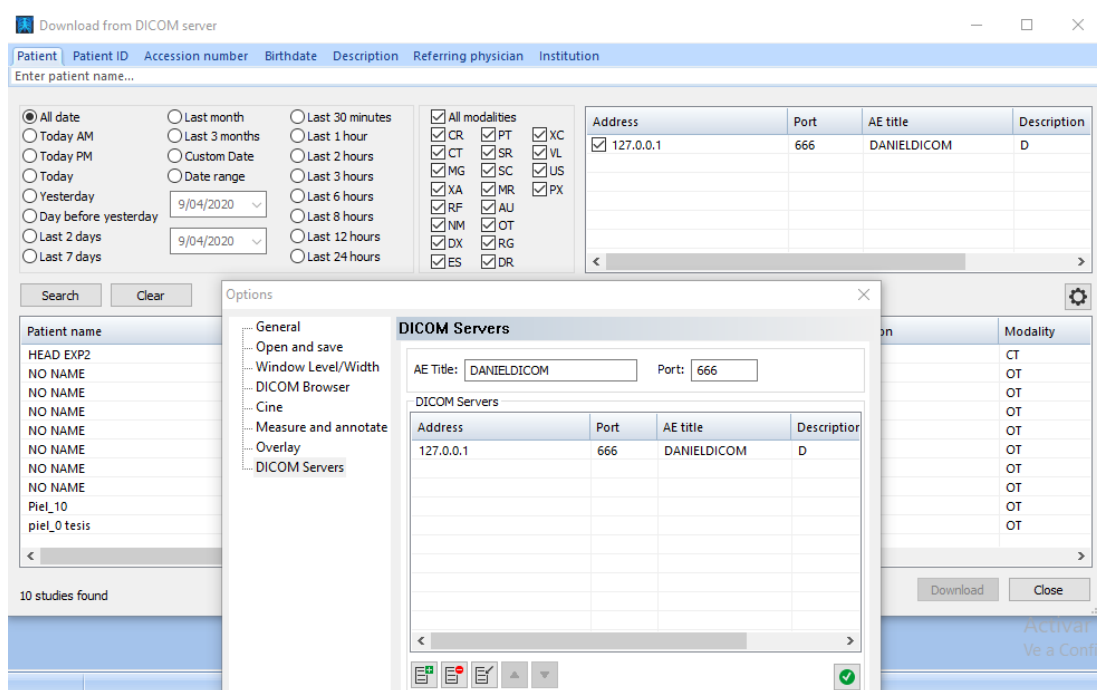 Download from DICOM server
Patient Patient ID Accession number Birthdate Description Referring physician Institution
Enter patient name...
All date Last month Last 30 minutes
Today AM Last 3 months Last 1 hour
Today PM Custom Date Last 2 hours
Today Date range Last 3 hours
Yesterday 9/04/2020 Last 6 hours
Day before yesterday Last 8 hours
Last 2 days 9/04/2020 Last 12 hours
Last 7 days Last 24 hours
All modalities
CR PT XC
CT SR VL
MG SC US
XA MR PX
RF AU
NM OT
DX RG
ES DR
Address Port AE title Description
127.0.0.1 666 DANIELDICOM D
Search Clear
Patient name Modality
HEAD EXP2 CT
NO NAME OT
NO NAME OT
NO NAME OT
NO NAME OT
NO NAME OT
NO NAME OT
NO NAME OT
Piel_10 OT
piel_0 tesis OT
10 studies found
Download Close
Options
General
Open and save
Window Level/Width
DICOM Browser
Cine
Measure and annotate
Overlay
DICOM Servers
DICOM Servers
AE Title: DANIELDICOM Port: 666
DICOM Servers
Address Port AE title Description
127.0.0.1 666 DANIELDICOM D
Activar
Ve a Confi